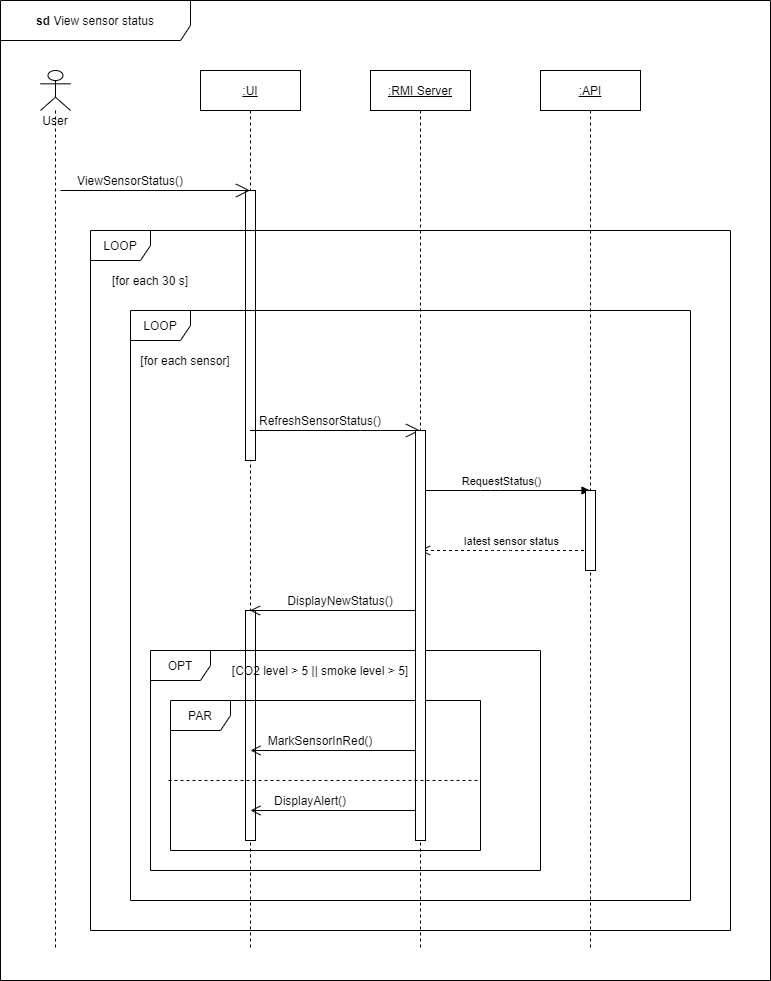 sd View sensor status
User
:UI
:RMI Server
:API
ViewSensorStatus()
LOOP
[for each 30 s]
LOOP
[for each sensor]
RefreshSensorStatus()
RequestStatus()
latest sensor status
DisplayNewStatus()
OPT
[CO2 level > 5 || smoke level > 5]
PAR
MarkSensorInRed()
DisplayAlert()